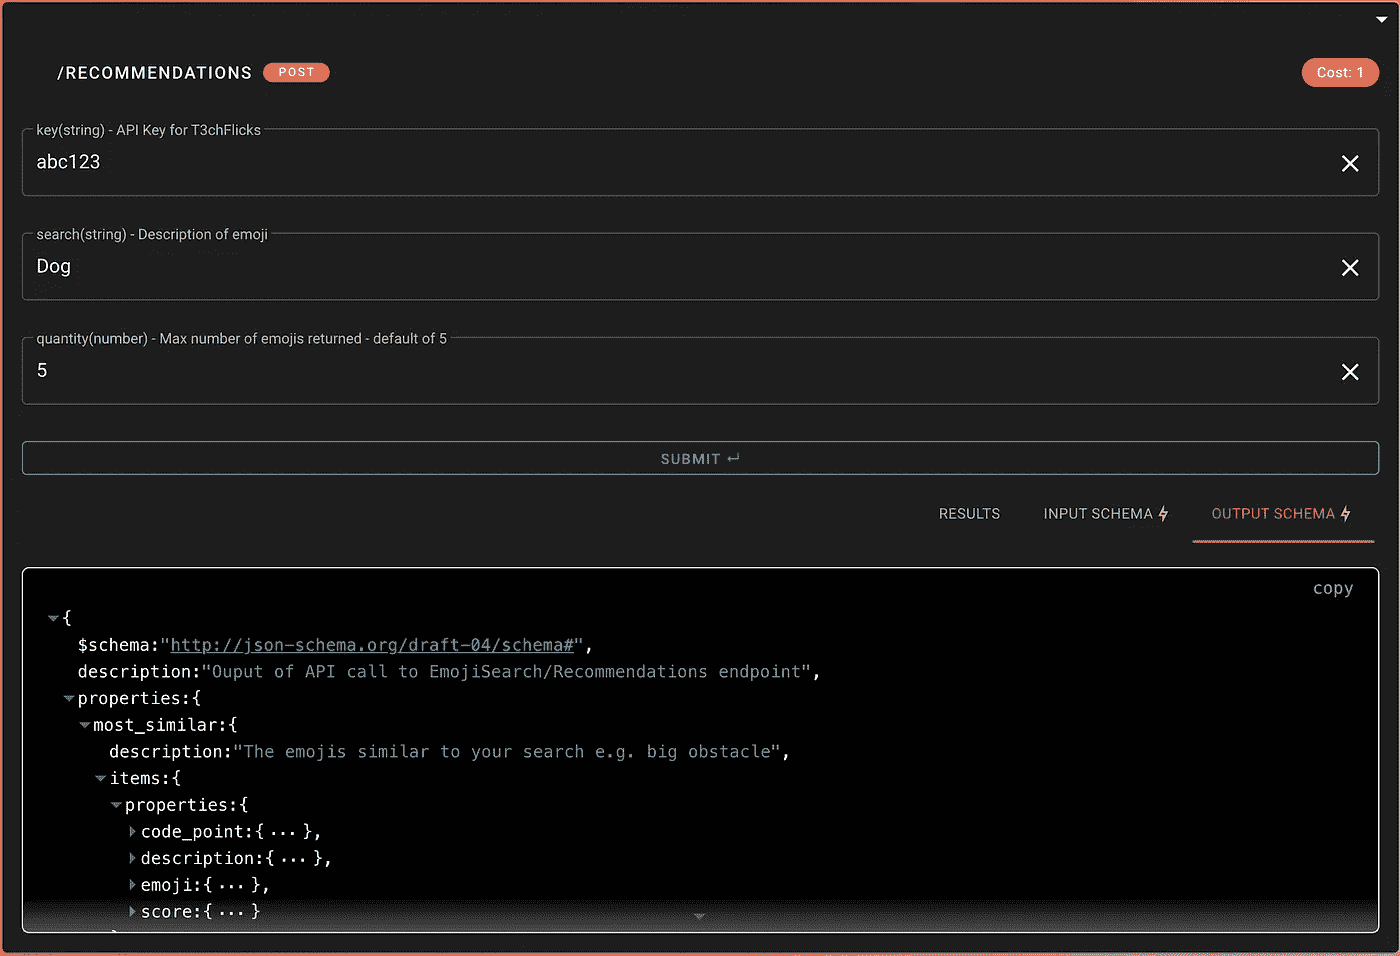 /RECOMMENDATIONS POST Cost: 1
key(string) - API Key for T3chFlicks
abc123
search(string) - Description of emoji
Dog
quantity(number) - Max number of emojis returned - default of 5
5
SUBMIT ↵
RESULTS INPUT SCHEMA OUTPUT SCHEMA
copy
{
$schema:"http://json-schema.org/draft-04/schema#",
description:"Ouput of API call to EmojiSearch/Recommendations endpoint",
properties:{
most_similar:{
description:"The emojis similar to your search e.g. big obstacle",
items:{
properties:{
code_point:{...},
description:{...},
emoji:{...},
score:{...}